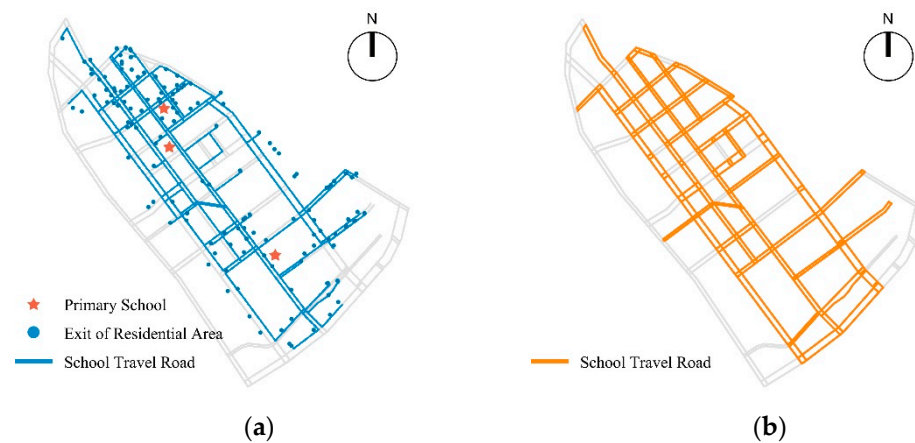 N
N
Primary School
Exit of Residential Area
School Travel Road
School Travel Road
(a)
(b)